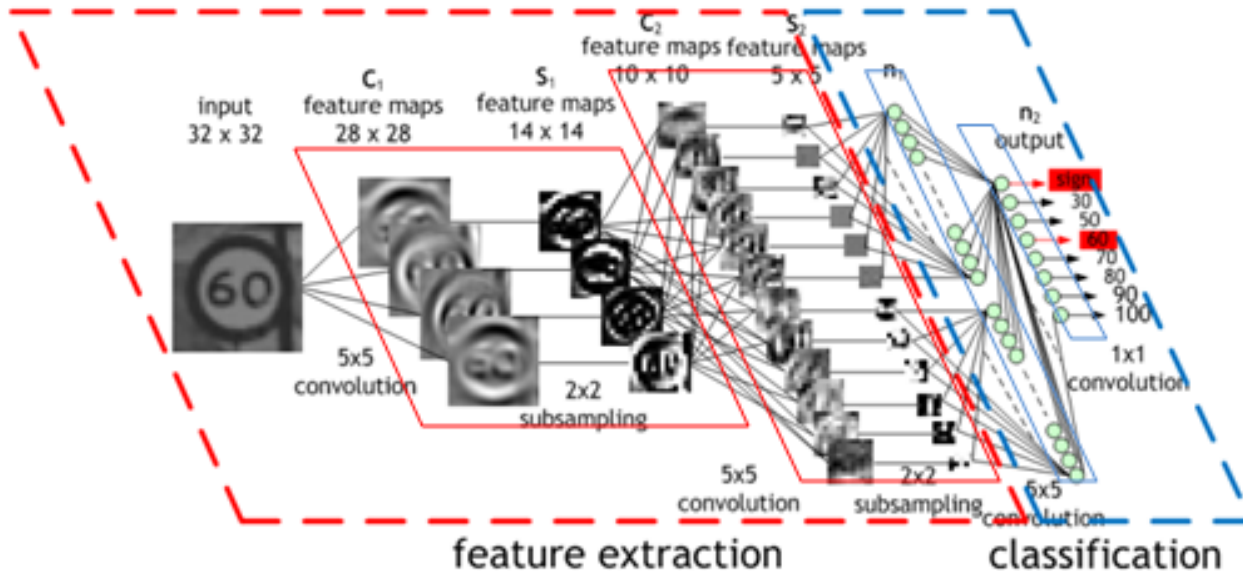 input
32 x 32
C1
feature maps
28 x 28
S1
feature maps
14 x 14
C2
feature maps
10 x 10
S2
feature maps
5 x 5
n1
n2
output
sign
30
50
60
70
80
90
100
60
5x5
convolution
2x2
subsampling
5x5
convolution
2x2
subsampling
5x5
convolution
1x1
convolution
feature extraction
classification